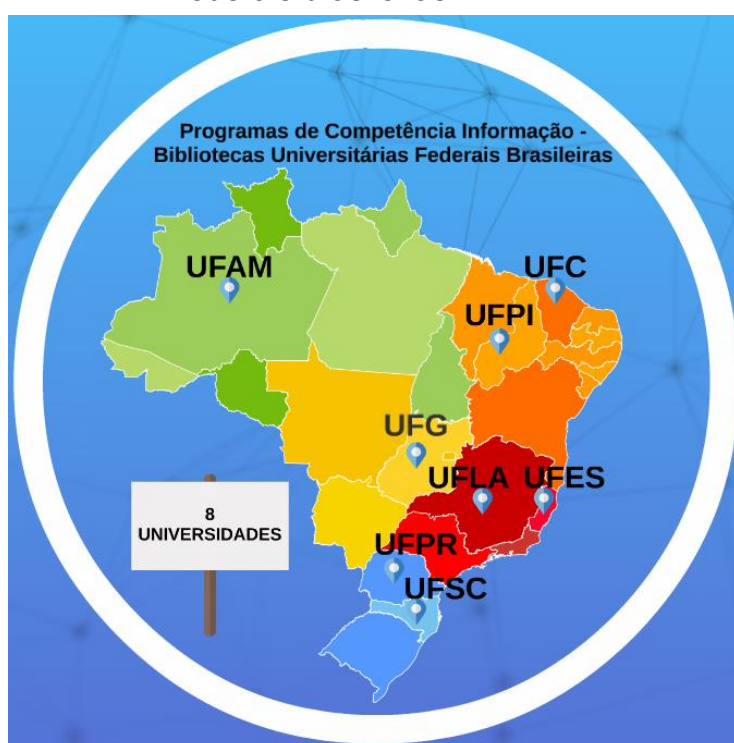 Programas de Competência Informação -
Bibliotecas Universitárias Federais Brasileiras
UFAM
UFC
UFPI
UFG
UFLA
UFES
8
UNIVERSIDADES
UFPR
UFSC